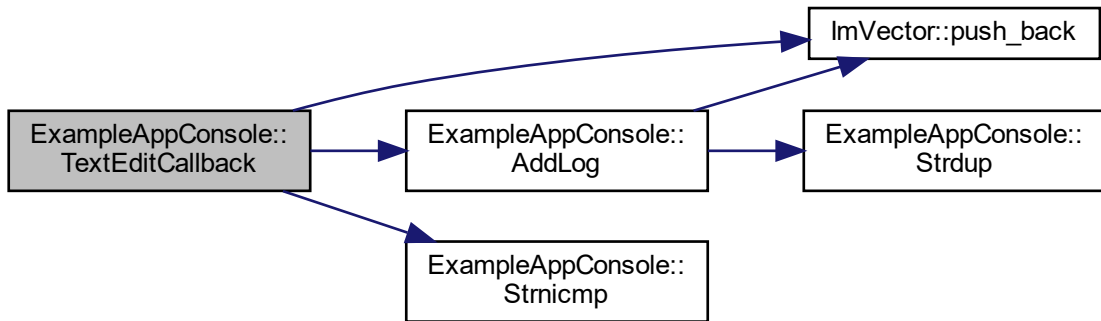 ExampleAppConsole::
TextEditCallback
ImVector::push_back
ExampleAppConsole::
AddLog
ExampleAppConsole::
Strdup
ExampleAppConsole::
Strnicmp